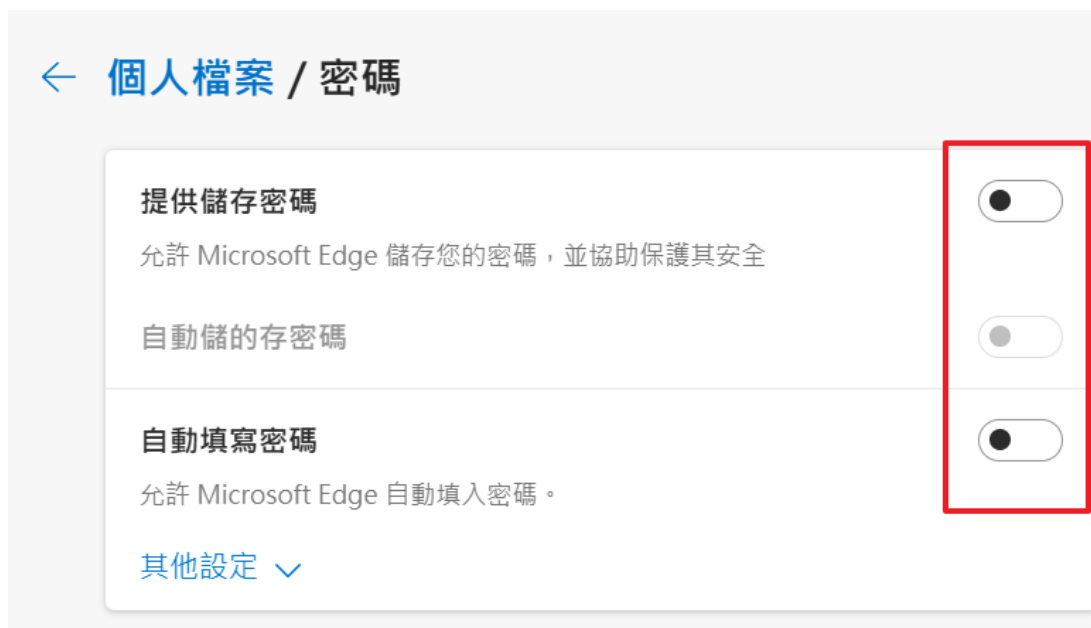 個人檔案 / 密碼
提供儲存密碼
允許 Microsoft Edge 儲存您的密碼，並協助保護其安全
自動儲的存密碼
自動填寫密碼
允許 Microsoft Edge 自動填入密碼。
其他設定